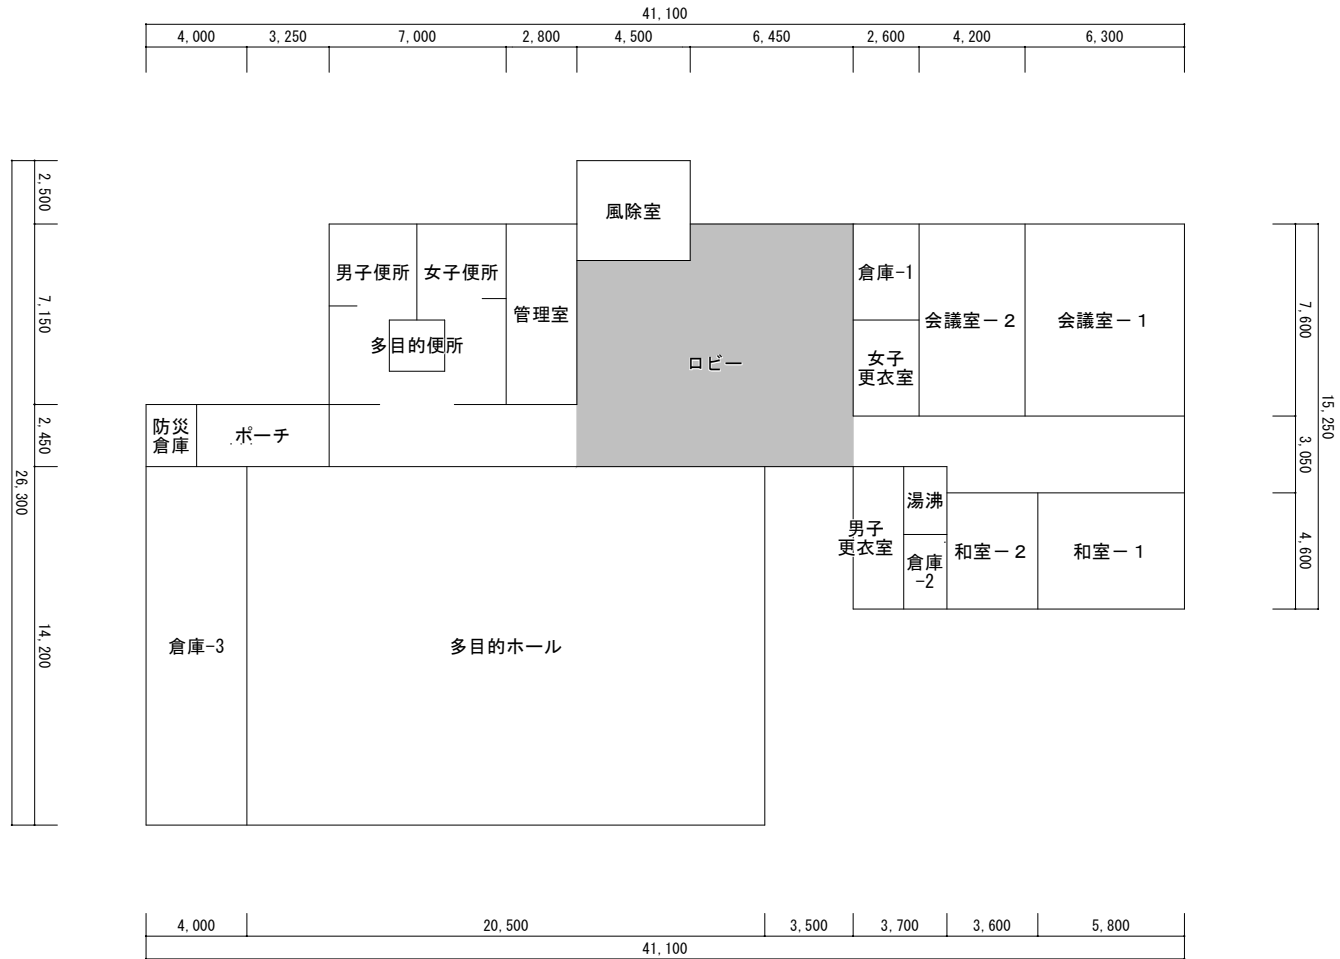 41,100
4,000 3,250 7,000 2,800 4,500 6,450 2,600 4,200 6,300
2,500
風除室
男子便所 女子便所
倉庫-1
管理室
7,150
会議室－2 会議室－1
7,600
多目的便所
ロビー
女子
更衣室
防災
倉庫
ポーチ
2,450
15,250
3,050
26,300
湯沸
男子
更衣室
倉庫
-2
和室－2 和室－1
4,600
14,200
倉庫-3
多目的ホール
4,000 20,500 3,500 3,700 3,600 5,800
41,100